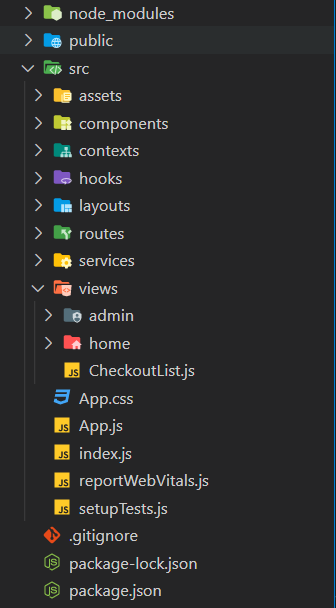 node_modules
public
src
assets
components
contexts
hooks
layouts
routes
services
views
admin
home
JS CheckoutList.js
App.css
JS App.js
JS index.js
JS reportWebVitals.js
JS setupTests.js
.gitignore
package-lock.json
package.json